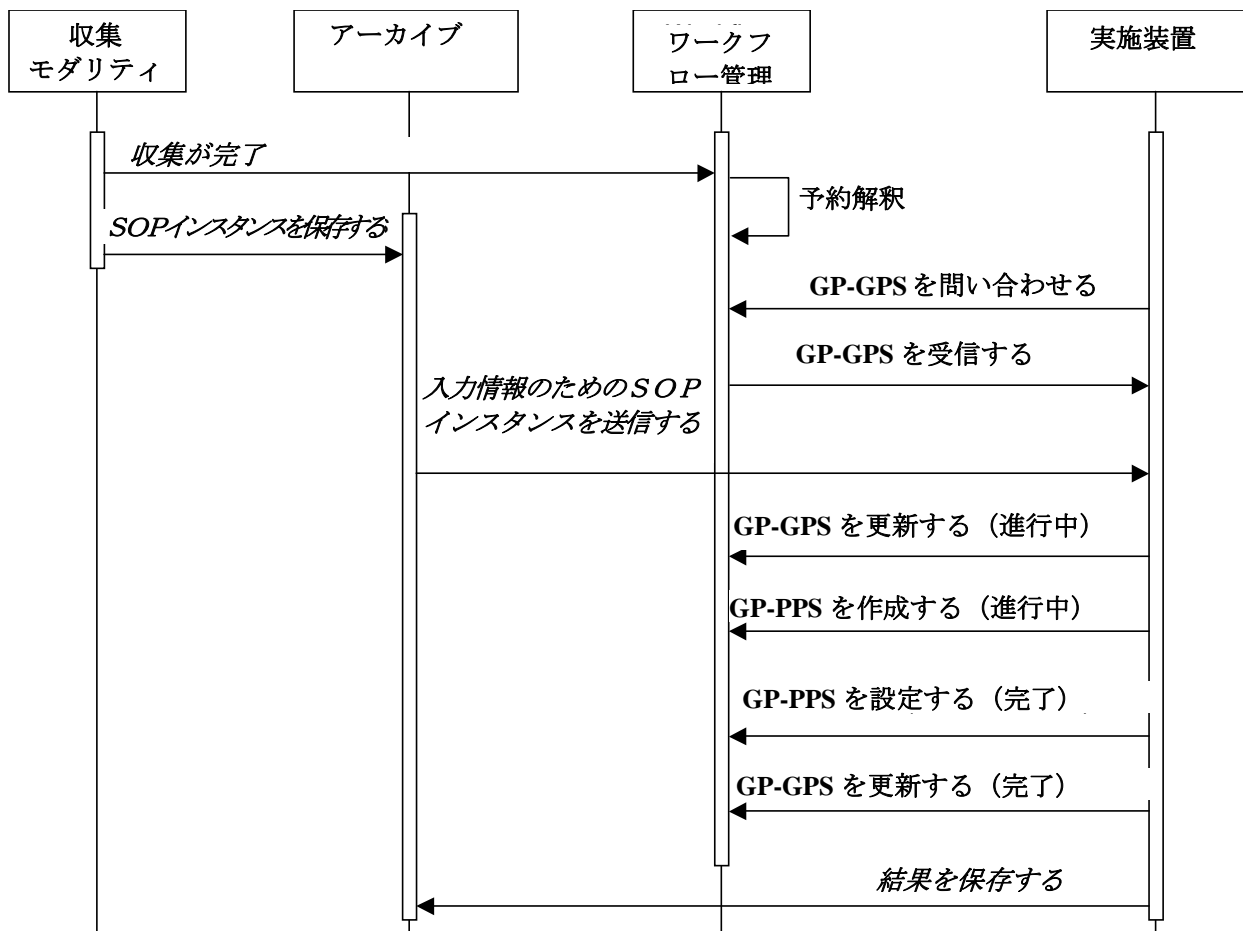 収集
モダリティ
アーカイブ
ワークフ
ロー管理
実施装置
収集が完了
予約解釈
SOPインスタンスを保存する
GP-GPS を問い合わせる
GP-GPS を受信する
入力情報のためのＳＯＰ
インスタンスを送信する
GP-GPS を更新する（進行中）
GP-PPS を作成する（進行中）
GP-PPS を設定する（完了）
GP-GPS を更新する（完了）
結果を保存する